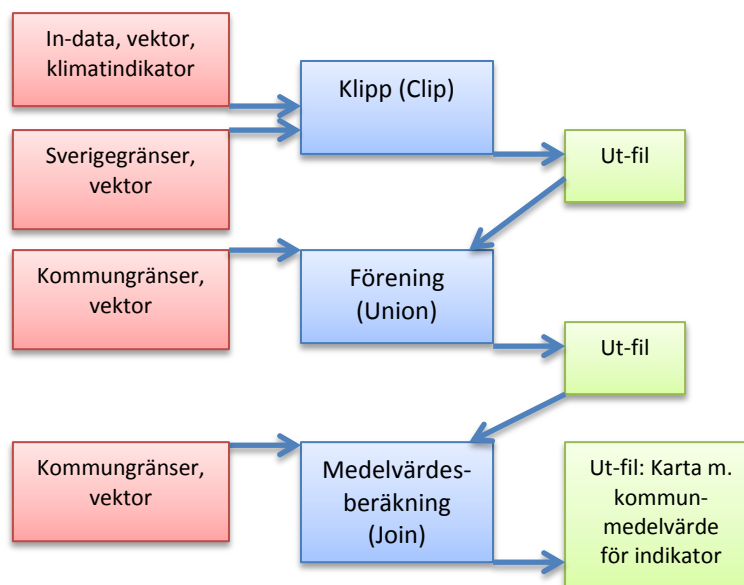 In-data, vektor,
klimatindikator
Klipp (Clip)
Sverigegränser,
vektor
Ut-fil
Kommungränser,
vektor
Förening
(Union)
Ut-fil
Kommungränser,
vektor
Medelvärdes-
beräkning
(Join)
Ut-fil: Karta m.
kommun-
medelvärde
för indikator